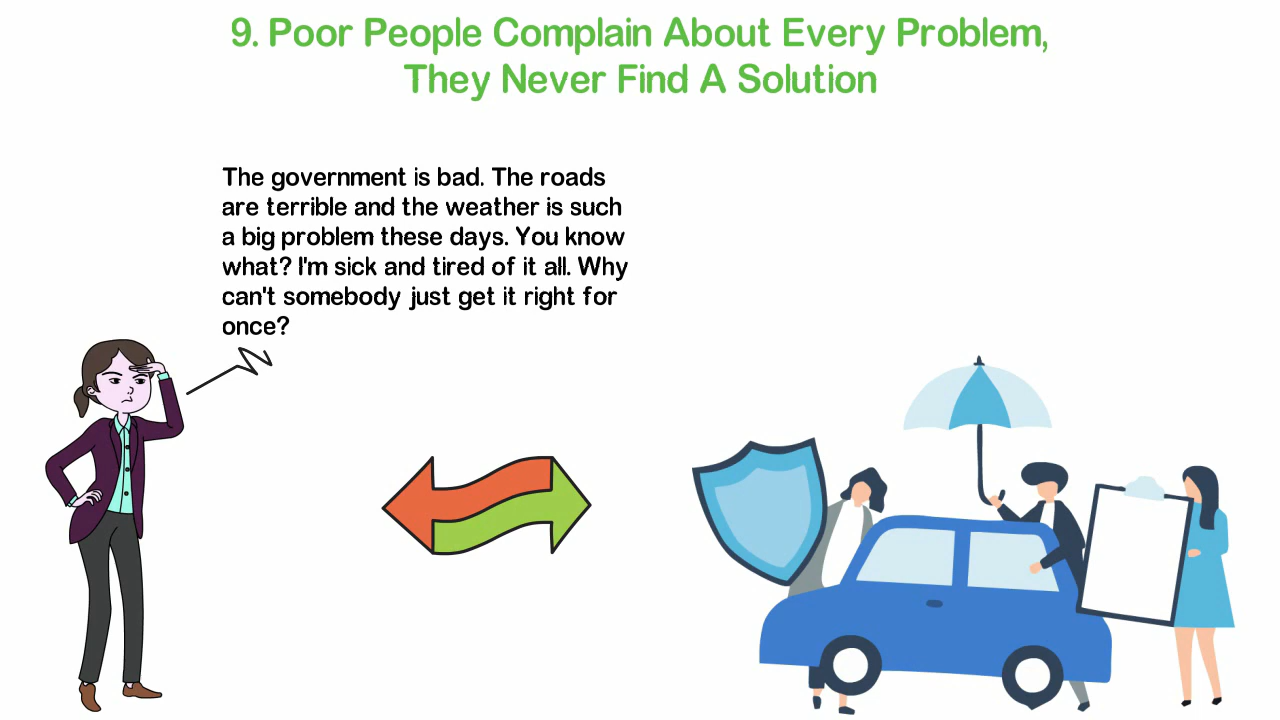 9. Poor People Complain About Every Problem,
They Never Find A Solution
The government is bad. The roads
are terrible and the weather is such
a big problem these days. You know
what? I'm sick and tired of it all. Why
can't somebody just get it right for
once?